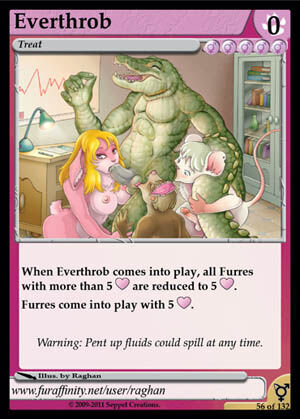 Everthrob
0
Treat
When Everthrob comes into play, all Furres
with more than 5 are reduced to 5 .
Furres come into play with 5 .
Warning: Pent up fluids could spill at any time.
Illus. by Raghan
www.furaffinity.net/user/raghan
© 2009-2011 Seppel Creations.
56 of 132